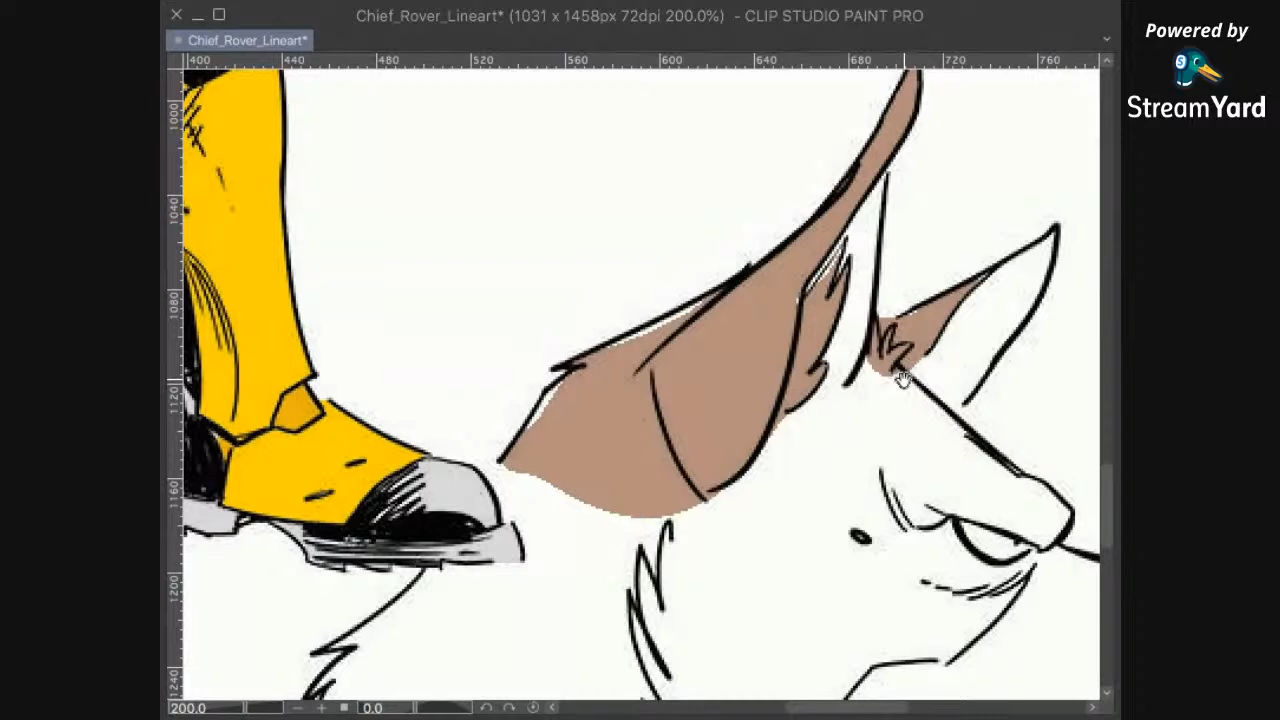 Chief_Rover_Lineart* (1031 x 1458px 72dpi 200.0%) - CLIP STUDIO PAINT PRO
Powered by
StreamYard
Chief_Rover_Lineart*
400 440 480 520 560 600 640 680 720 760
1000
1040
1080
1120
1160
1200
1240
200.0 0.0